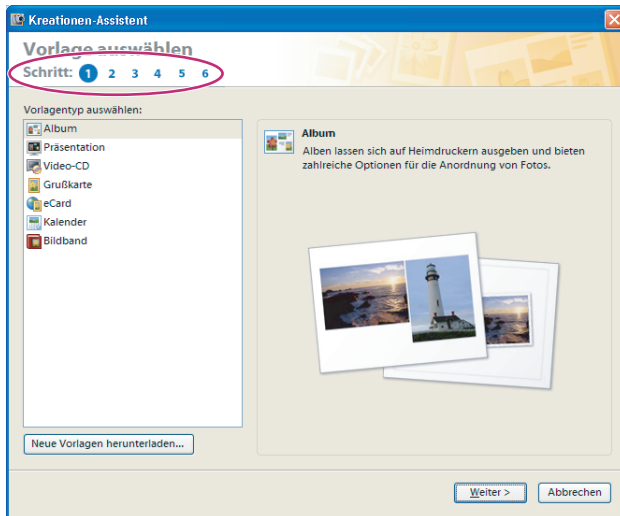 Kreationen-Assistent
Vorlage auswählen
Schritt: 1 2 3 4 5 6
Vorlagentyp auswählen:
Album
Präsentation
Video-CD
Grußkarte
eCard
Kalender
Bildband
Neue Vorlagen herunterladen...
Album
Alben lassen sich auf Heimdruckern ausgeben und bieten
zahlreiche Optionen für die Anordnung von Fotos.
Weiter >
Abbrechen